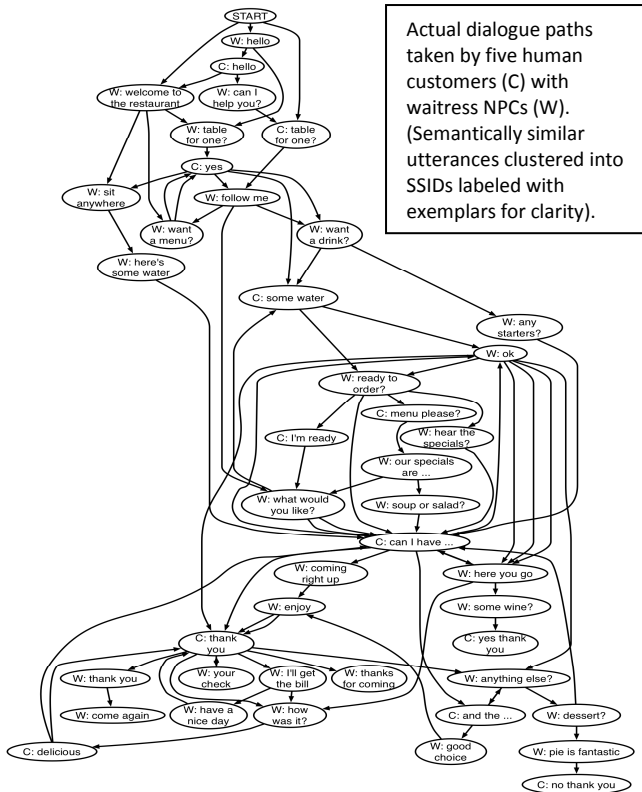 START
W: hello
C: hello
W: welcome to
the restaurant
W: can I
help you?
W: table
for one?
C: table
for one?
C: yes
W: sit
anywhere
W: follow me
W: want
a menu?
W: want
a drink?
W: here's
some water
C: some water
W: any
starters?
W: ok
W: ready to
order?
C: menu please?
C: I'm ready
W: hear the
specials?
W: our specials
are ...
W: what would
you like?
W: soup or salad?
C: can I have ...
W: coming
right up
W: here you go
W: enjoy
W: some wine?
C: thank
you
C: yes thank
you
W: thank you
W: your
check
W: I'll get
the bill
W: thanks
for coming
W: anything else?
W: come again
W: have a
nice day
W: how
was it?
C: and the ...
W: dessert?
C: delicious
W: good
choice
W: pie is fantastic
C: no thank you
Actual dialogue paths
taken by five human
customers (C) with
waitress NPCs (W).
(Semantically similar
utterances clustered into
SSIDs labeled with
exemplars for clarity).